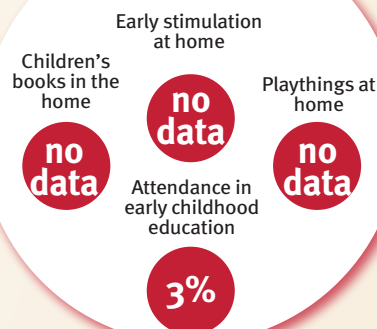 Early stimulation
at home
no
data
Children’s
books in the
home
no
data
Playthings at
home
no
data
Attendance in
early childhood
education
3%